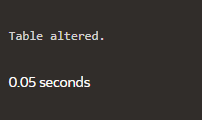 Table altered.
0.05 seconds